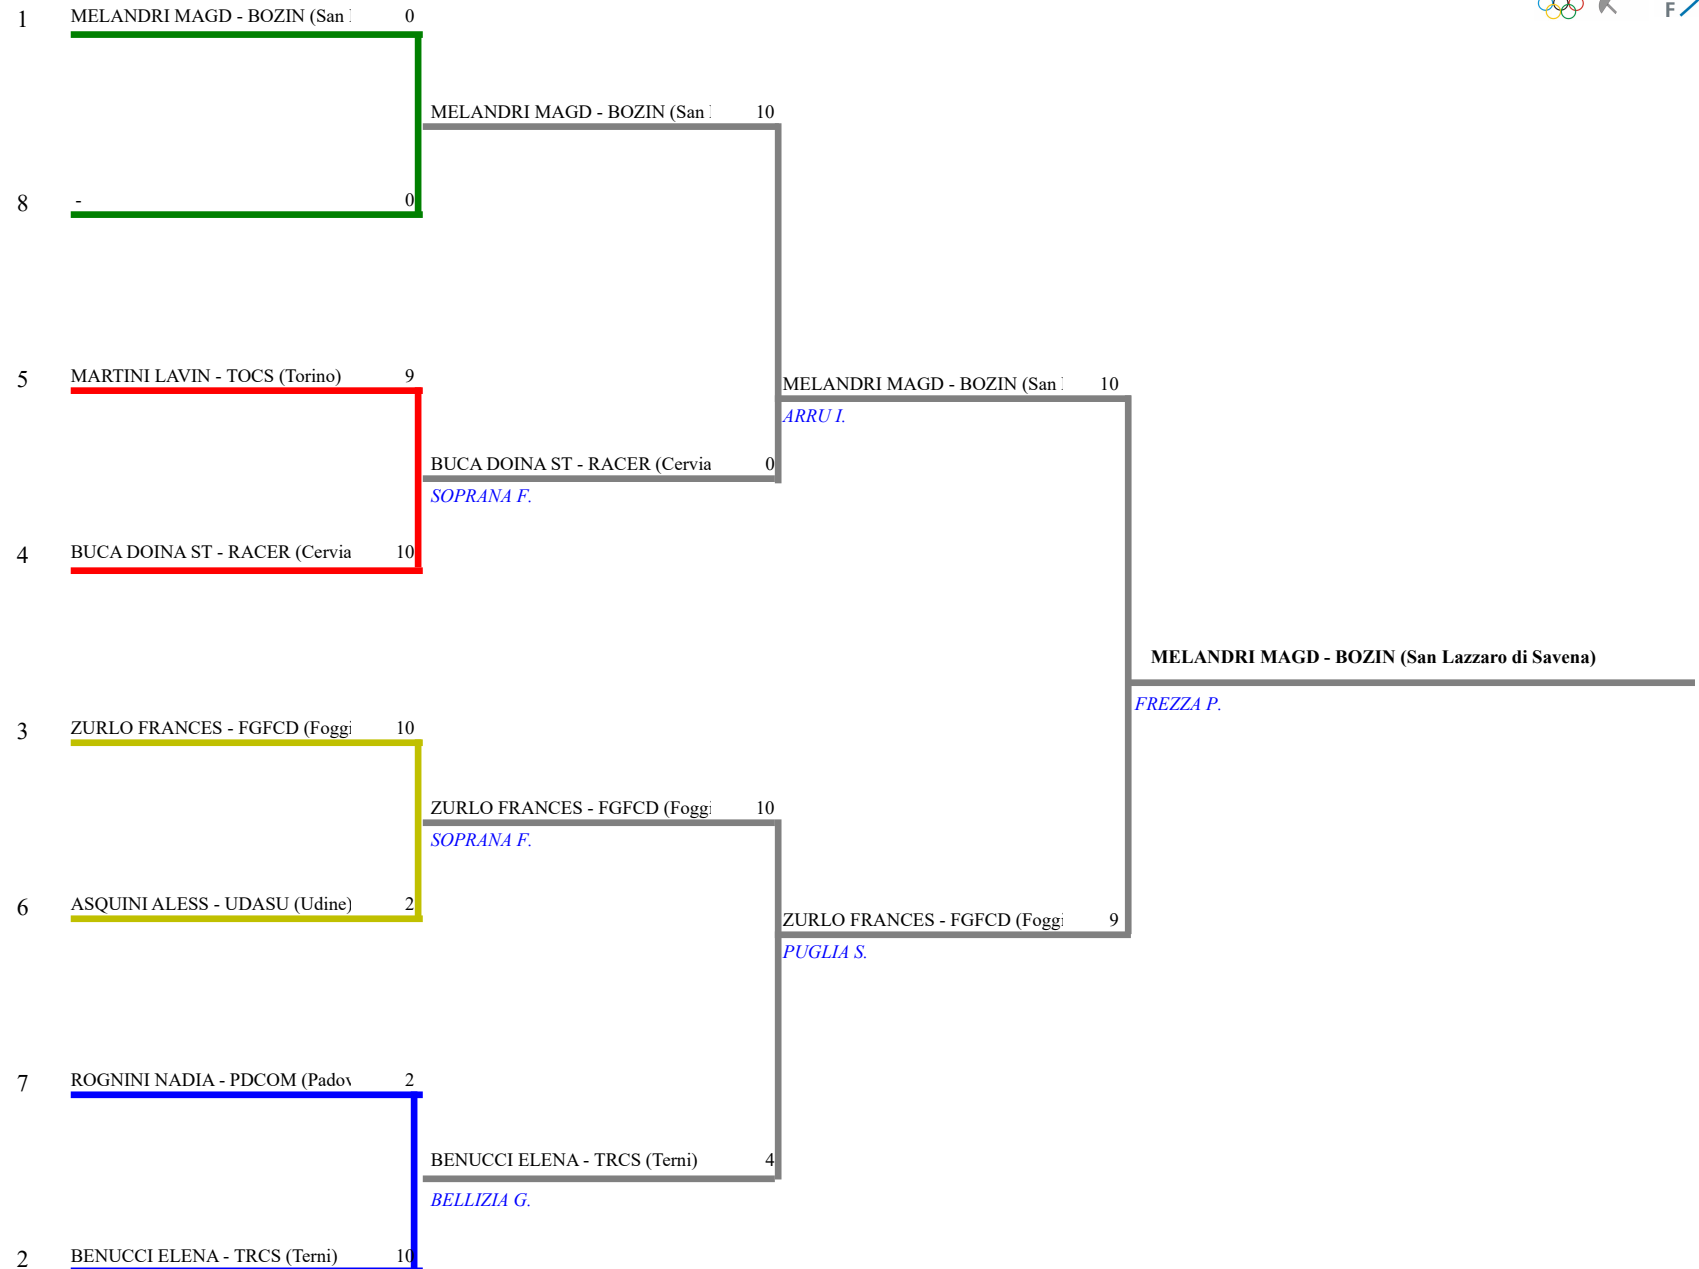 1 MELANDRI MAGD - BOZIN (San 0
F
MELANDRI MAGD - BOZIN (San 10
8 - 0
5 MARTINI LAVIN - TOCS (Torino) 9
MELANDRI MAGD - BOZIN (San 10
ARRU I.
BUCA DOINA ST - RACER (Cervia 0
SOPRANA F.
4 BUCA DOINA ST - RACER (Cervia 10
MELANDRI MAGD - BOZIN (San Lazzaro di Savena)
FREZZA P.
3 ZURLO FRANCES - FGFCD (Foggi 10
ZURLO FRANCES - FGFCD (Foggi 10
SOPRANA F.
6 ASQUINI ALESS - UDASU (Udine) 2
ZURLO FRANCES - FGFCD (Foggi 9
PUGLIA S.
7 ROGNINI NADIA - PDCOM (Padov 2
BENUCCI ELENA - TRCS (Terni) 4
BELLIZIA G.
2 BENUCCI ELENA - TRCS (Terni) 10